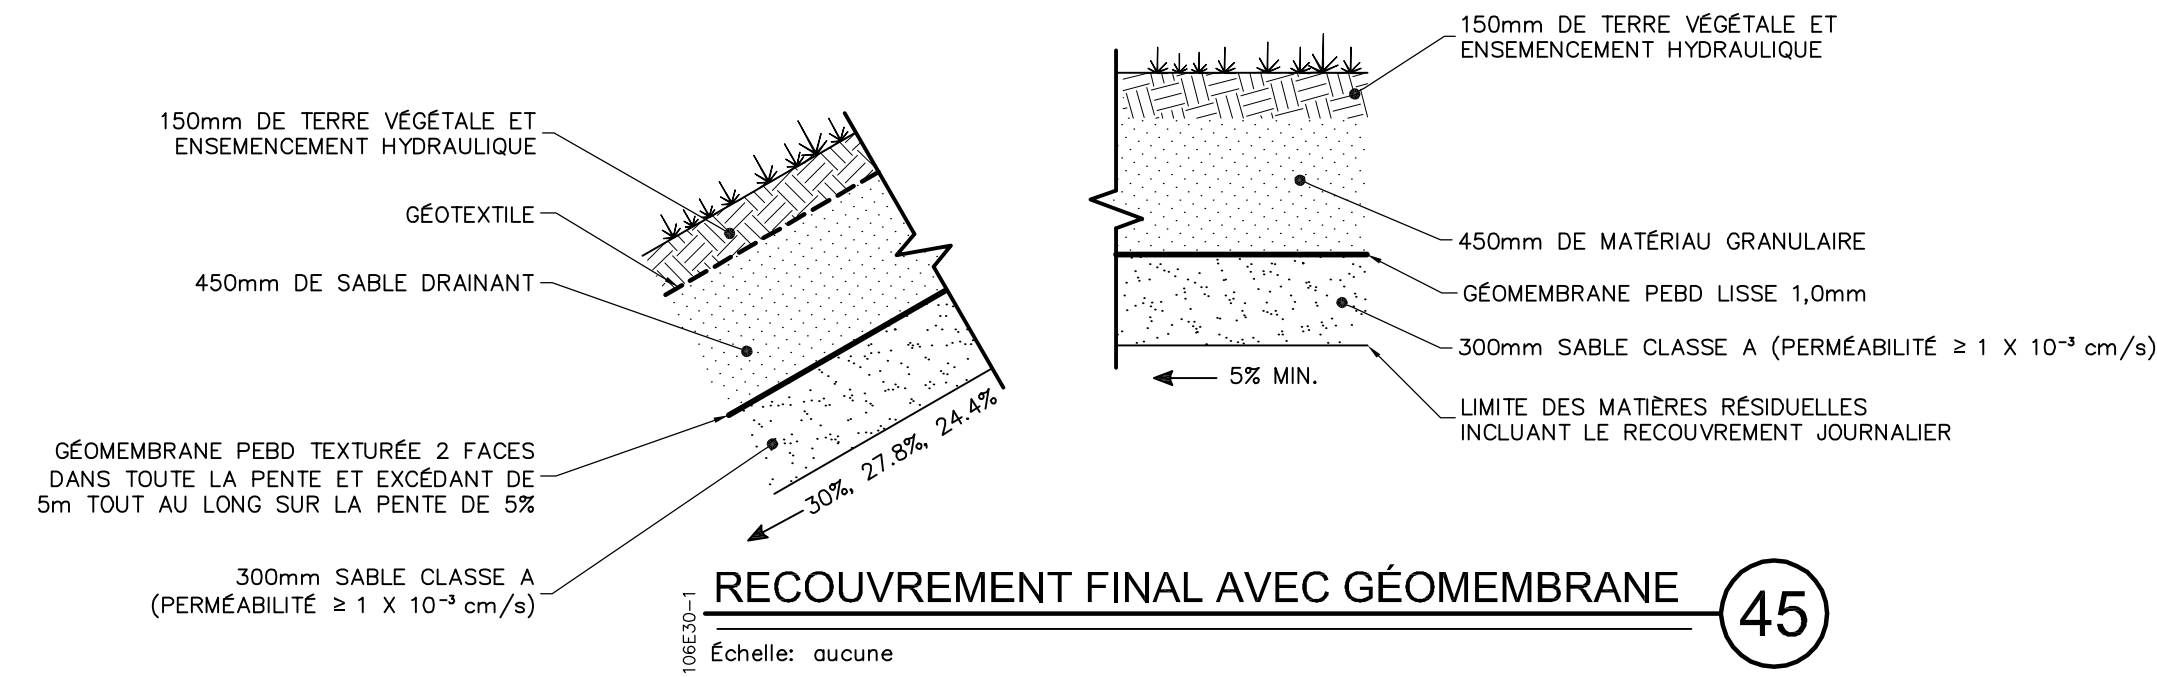 150mm DE TERRE VÉGÉTALE ET
ENSEMENCEMENT HYDRAULIQUE
GÉOTEXTILE
450mm DE SABLE DRAINANT
GÉOMEMBRANE PEBD TEXTURÉE 2 FACES
DANS TOUTE LA PENTE ET EXCÉDANT DE
5m TOUT AU LONG SUR LA PENTE DE 5%
300mm SABLE CLASSE A
(PERMÉABILITÉ ≥ 1 X 10⁻³ cm/s)
30%, 27.8%, 24.4%
150mm DE TERRE VÉGÉTALE ET
ENSEMENCEMENT HYDRAULIQUE
450mm DE MATÉRIAU GRANULAIRE
GÉOMEMBRANE PEBD LISSE 1,0mm
300mm SABLE CLASSE A (PERMÉABILITÉ ≥ 1 X 10⁻³ cm/s)
5% MIN.
LIMITE DES MATIÈRES RÉSIDUELLES
INCLUANT LE RECOUVREMENT JOURNALIER
RECOUVREMENT FINAL AVEC GÉOMEMBRANE
45
106E30-1
Échelle: aucune